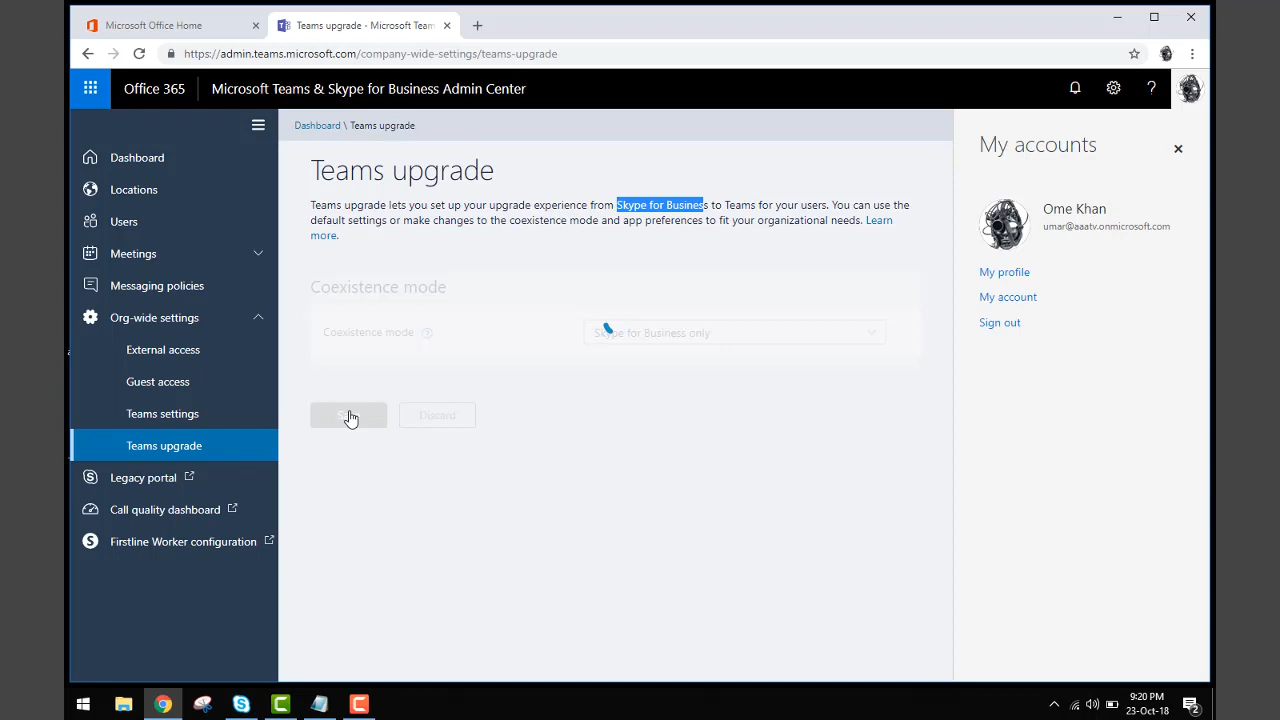 Microsoft Office Home
Teams upgrade - Microsoft Team
https://admin.teams.microsoft.com/company-wide-settings/teams-upgrade
Office 365
Microsoft Teams & Skype for Business Admin Center
Dashboard
Locations
Users
Meetings
Messaging policies
Org-wide settings
External access
Guest access
Teams settings
Teams upgrade
Legacy portal
Call quality dashboard
Firstline Worker configuration
Dashboard \ Teams upgrade
Teams upgrade
Teams upgrade lets you set up your upgrade experience from Skype for Business to Teams for your users. You can use the
default settings or make changes to the coexistence mode and app preferences to fit your organizational needs. Learn
more.
Coexistence mode
Coexistence mode
Skype for Business only
Discard
My accounts
Ome Khan
umar@aaatv.onmicrosoft.com
My profile
My account
Sign out
9:20 PM
23-Oct-18
2